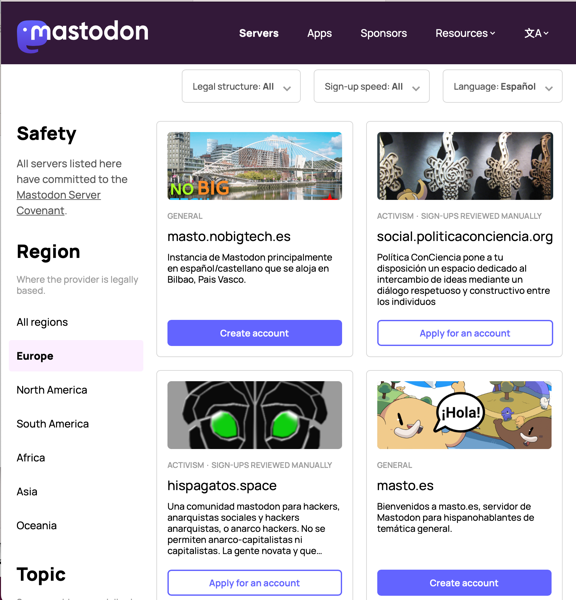 mastodon
Servers
Apps
Sponsors
Resources
文A
Legal structure: All
Sign-up speed: All
Language: Español
Safety
All servers listed here
have committed to the
Mastodon Server
Covenant.
Region
Where the provider is legally
based.
All regions
Europe
North America
South America
Africa
Asia
Oceania
Topic
NO BIG
GENERAL
masto.nobigtech.es
Instancia de Mastodon principalmente
en español/castellano que se aloja en
Bilbao, Pais Vasco.
Create account
ACTIVISM · SIGN-UPS REVIEWED MANUALLY
social.politicaconciencia.org
Política ConCiencia pone a tu
disposición un espacio dedicado al
intercambio de ideas mediante un
diálogo respetuoso y constructivo entre
los individuos
Apply for an account
ACTIVISM · SIGN-UPS REVIEWED MANUALLY
hispagatos.space
Una comunidad mastodon para hackers,
anarquistas sociales y hackers
anarquistas, o anarco hackers. No se
permiten anarco-capitalistas ni
capitalistas. La gente novata y que…
Apply for an account
¡Hola!
GENERAL
masto.es
Bienvenidos a masto.es, servidor de
Mastodon para hispanohablantes de
temática general.
Create account